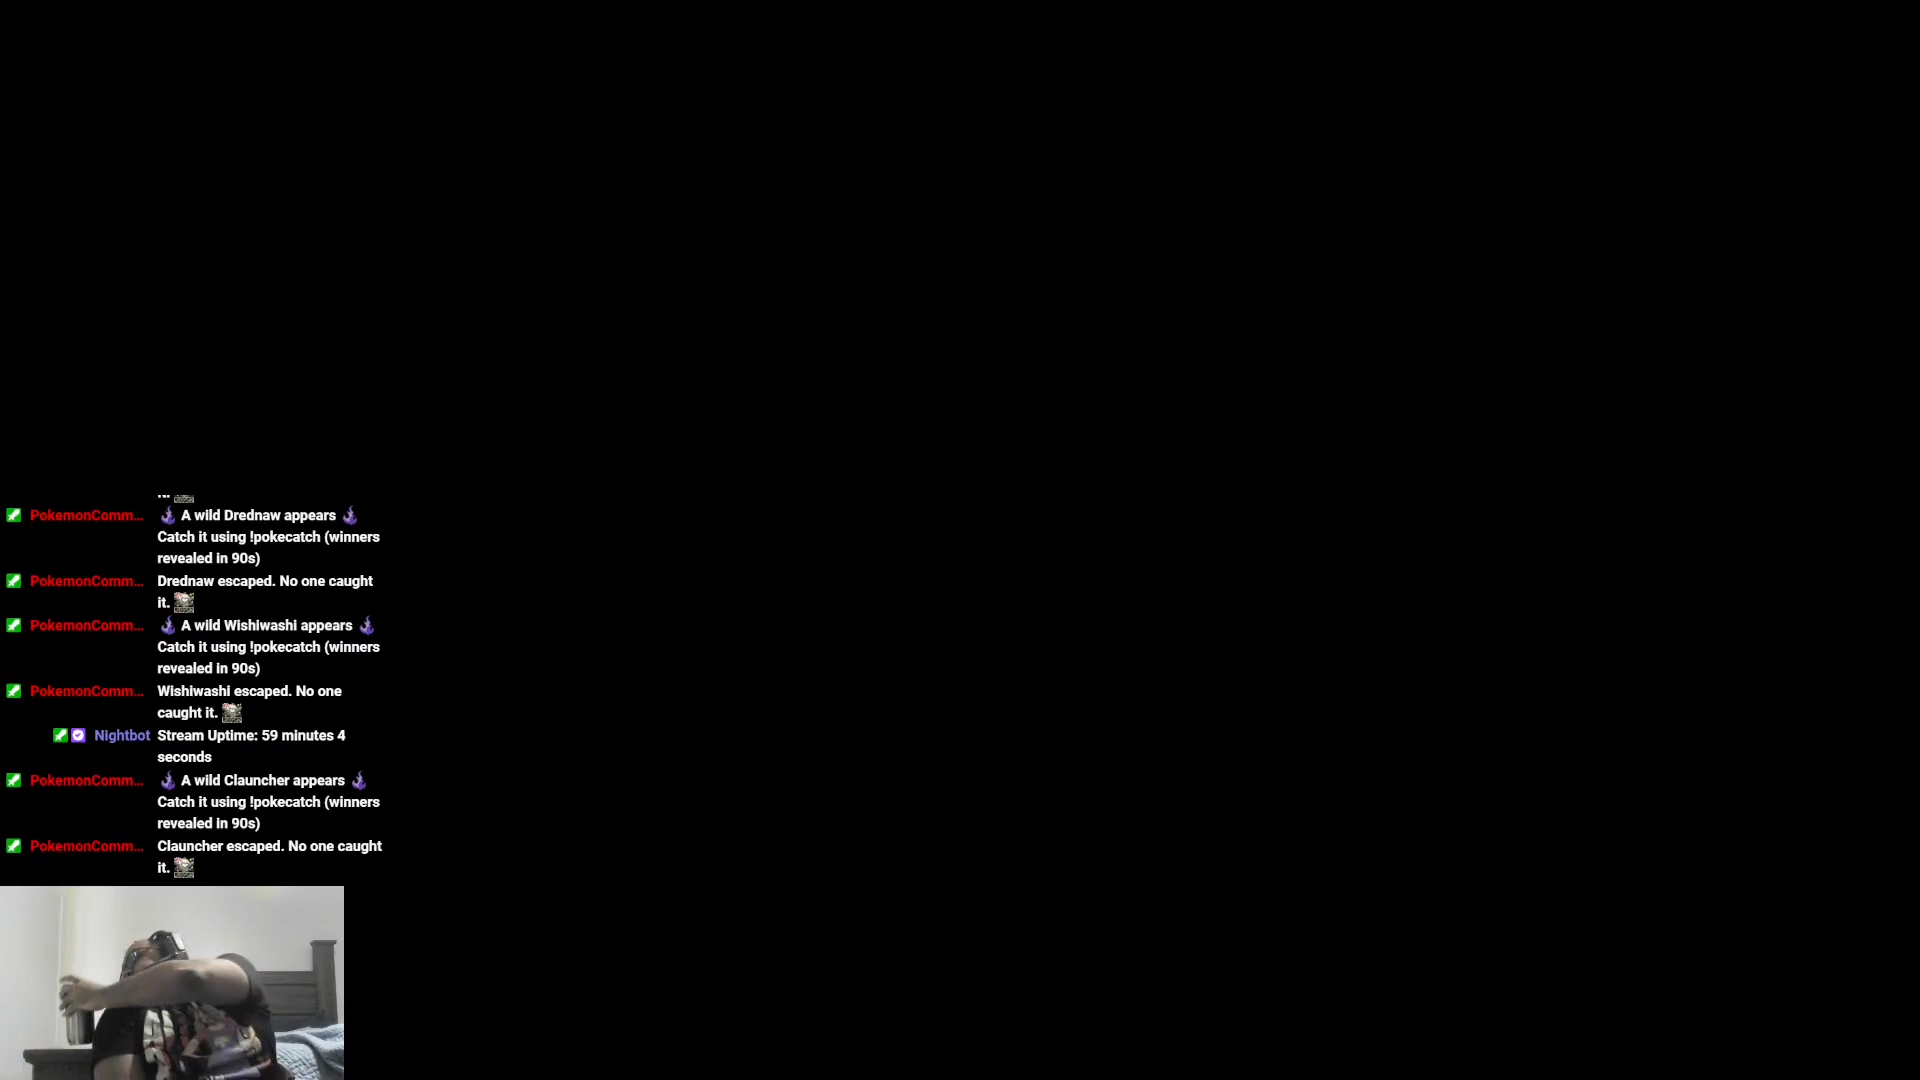 PokemonComm... A wild Drednaw appears
Catch it using !pokecatch (winners
revealed in 90s)
PokemonComm... Drednaw escaped. No one caught
it.
PokemonComm... A wild Wishiwashi appears
Catch it using !pokecatch (winners
revealed in 90s)
PokemonComm... Wishiwashi escaped. No one
caught it.
Nightbot Stream Uptime: 59 minutes 4
seconds
PokemonComm... A wild Clauncher appears
Catch it using !pokecatch (winners
revealed in 90s)
PokemonComm... Clauncher escaped. No one caught
it.